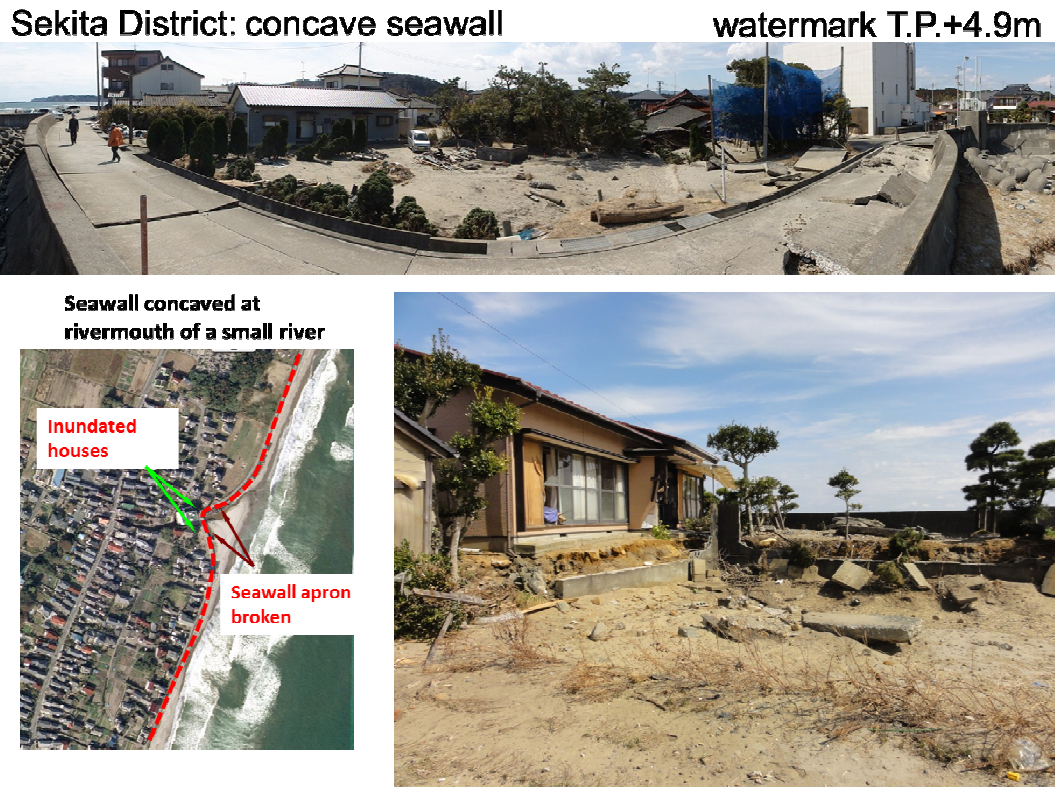 Sekita District: concave seawall
watermark T.P.+4.9m
Seawall concaved at
rivermouth of a small river
Inundated
houses
Seawall apron
broken